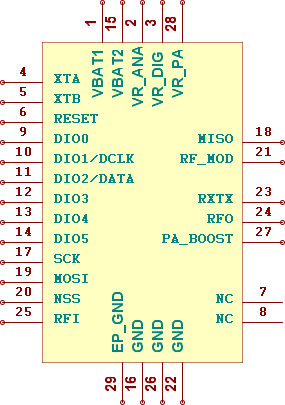 1 15 2 3 28
VBAT1 VBAT2 VR_ANA VR_DIG VR_PA
4 XTA
5 XTB
6 RESET
9 DIO0 MISO 18
10 DIO1/DCLK RF_MOD 21
11 DIO2/DATA
12 DIO3 RXTX 23
13 DIO4 RFO 24
14 DIO5 PA_BOOST 27
17 SCK
19 MOSI
20 NSS NC 7
25 RFI NC 8
EP_GND GND GND GND
29 16 26 22